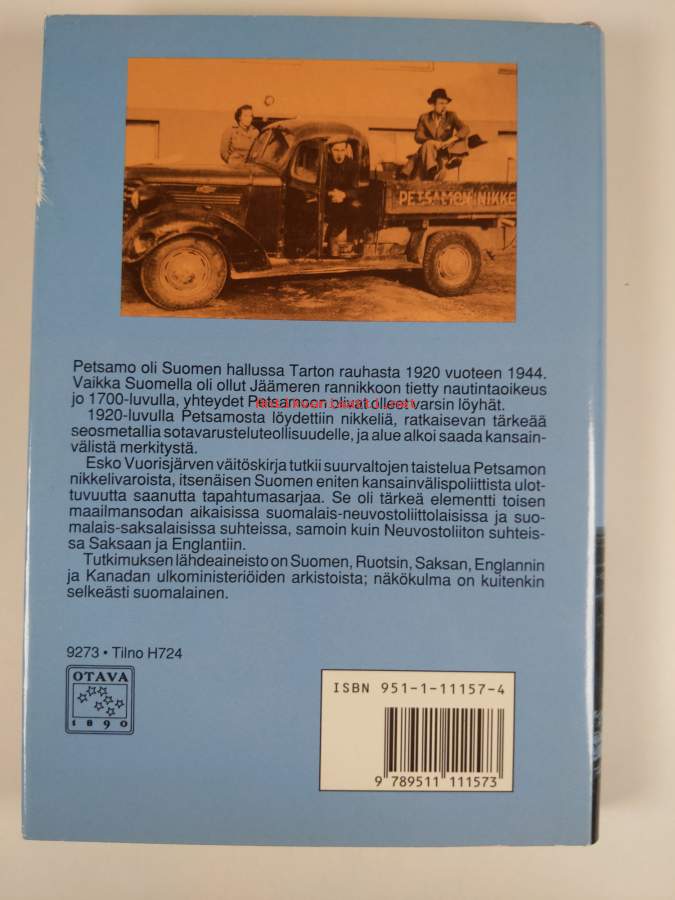 PETSAMON NIKKE
Petsamo oli Suomen hallussa Tarton rauhasta 1920 vuoteen 1944.
Vaikka Suomella oli ollut Jäämeren rannikkoon tietty nautintaoikeus
jo 1700-luvulla, yhteydet Petsamoon olivat olleet varsin löyhät.
1920-luvulla Petsamosta löydettiin nikkeliä, ratkaisevan tärkeää
seosmetallia sotavarusteluteollisuudelle, ja alue alkoi saada kansain-
välistä merkitystä.
Esko Vuorisjärven väitöskirja tutkii suurvaltojen taistelua Petsamon
nikkelivaroista, itsenäisen Suomen eniten kansainvälispoliittista ulot-
tuvuutta saanutta tapahtumasarjaa. Se oli tärkeä elementti toisen
maailmansodan aikaisissa suomalais-neuvostoliittolaisissa ja suo-
malais-saksalaisissa suhteissa, samoin kuin Neuvostoliiton suhteis-
sa Saksaan ja Englantiin.
Tutkimuksen lähdeaineisto on Suomen, Ruotsin, Saksan, Englannin
ja Kanadan ulkoministeriöiden arkistoista; näkökulma on kuitenkin
selkeästi suomalainen.
9273 • Tilno H724
OTAVA
1890
ISBN 951-1-11157-4
9 789511 111573